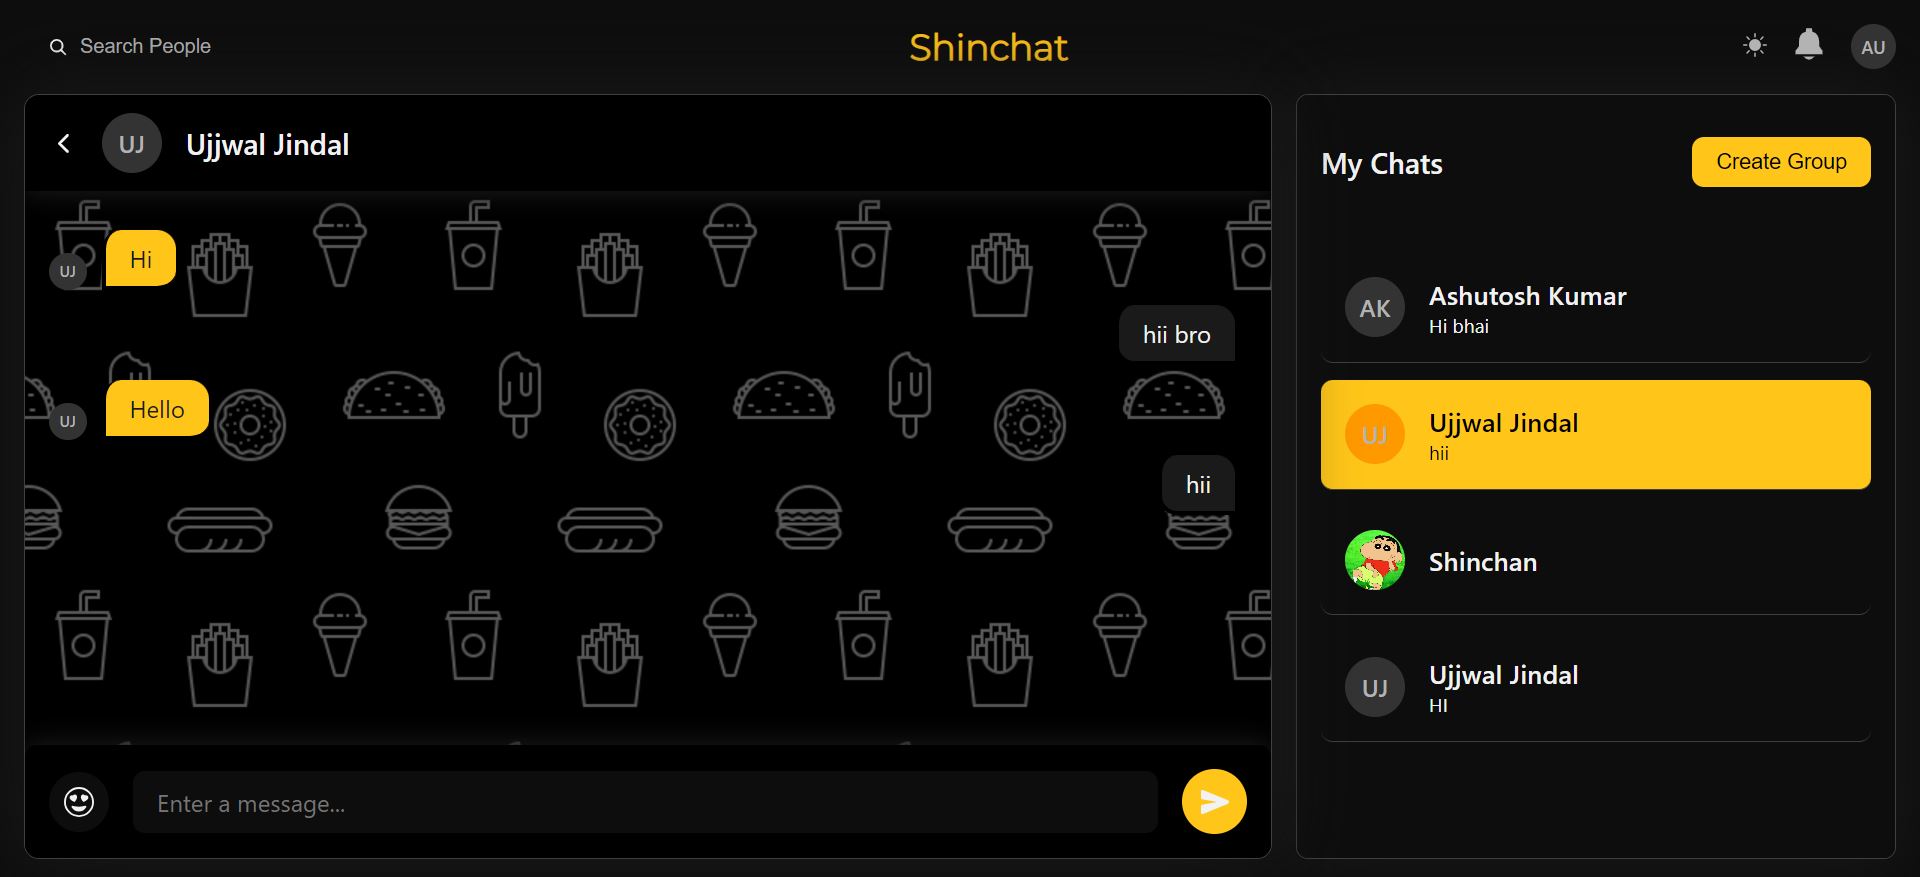 Search People
Shinchat
AU
UJ
Ujjwal Jindal
UJ
Hi
hii bro
UJ
Hello
hii
Enter a message...
My Chats
Create Group
AK
Ashutosh Kumar
Hi bhai
UJ
Ujjwal Jindal
hii
Shinchan
UJ
Ujjwal Jindal
HI